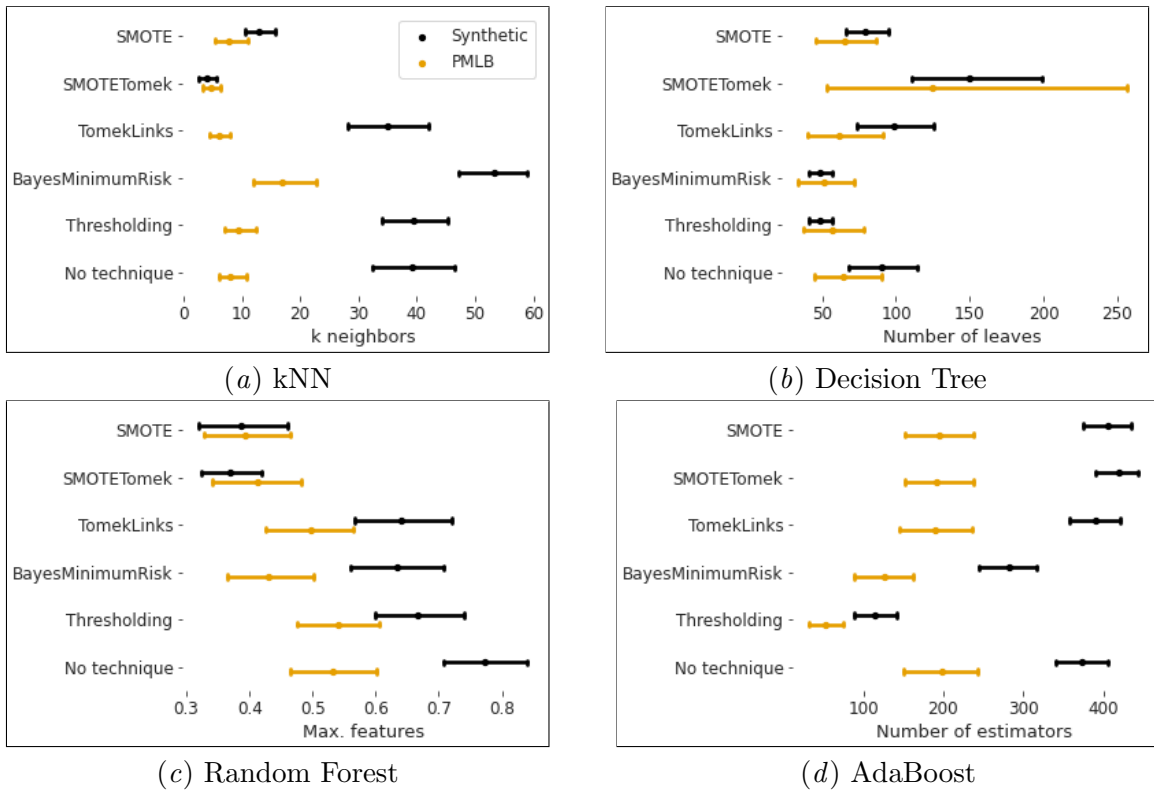 SMOTE
SMOTETomek
TomekLinks
BayesMinimumRisk
Thresholding
No technique
Synthetic
PMLB
0 10 20 30 40 50 60
k neighbors
(a) kNN
SMOTE
SMOTETomek
TomekLinks
BayesMinimumRisk
Thresholding
No technique
50 100 150 200 250
Number of leaves
(b) Decision Tree
SMOTE
SMOTETomek
TomekLinks
BayesMinimumRisk
Thresholding
No technique
0.3 0.4 0.5 0.6 0.7 0.8
Max. features
(c) Random Forest
SMOTE
SMOTETomek
TomekLinks
BayesMinimumRisk
Thresholding
No technique
100 200 300 400
Number of estimators
(d) AdaBoost